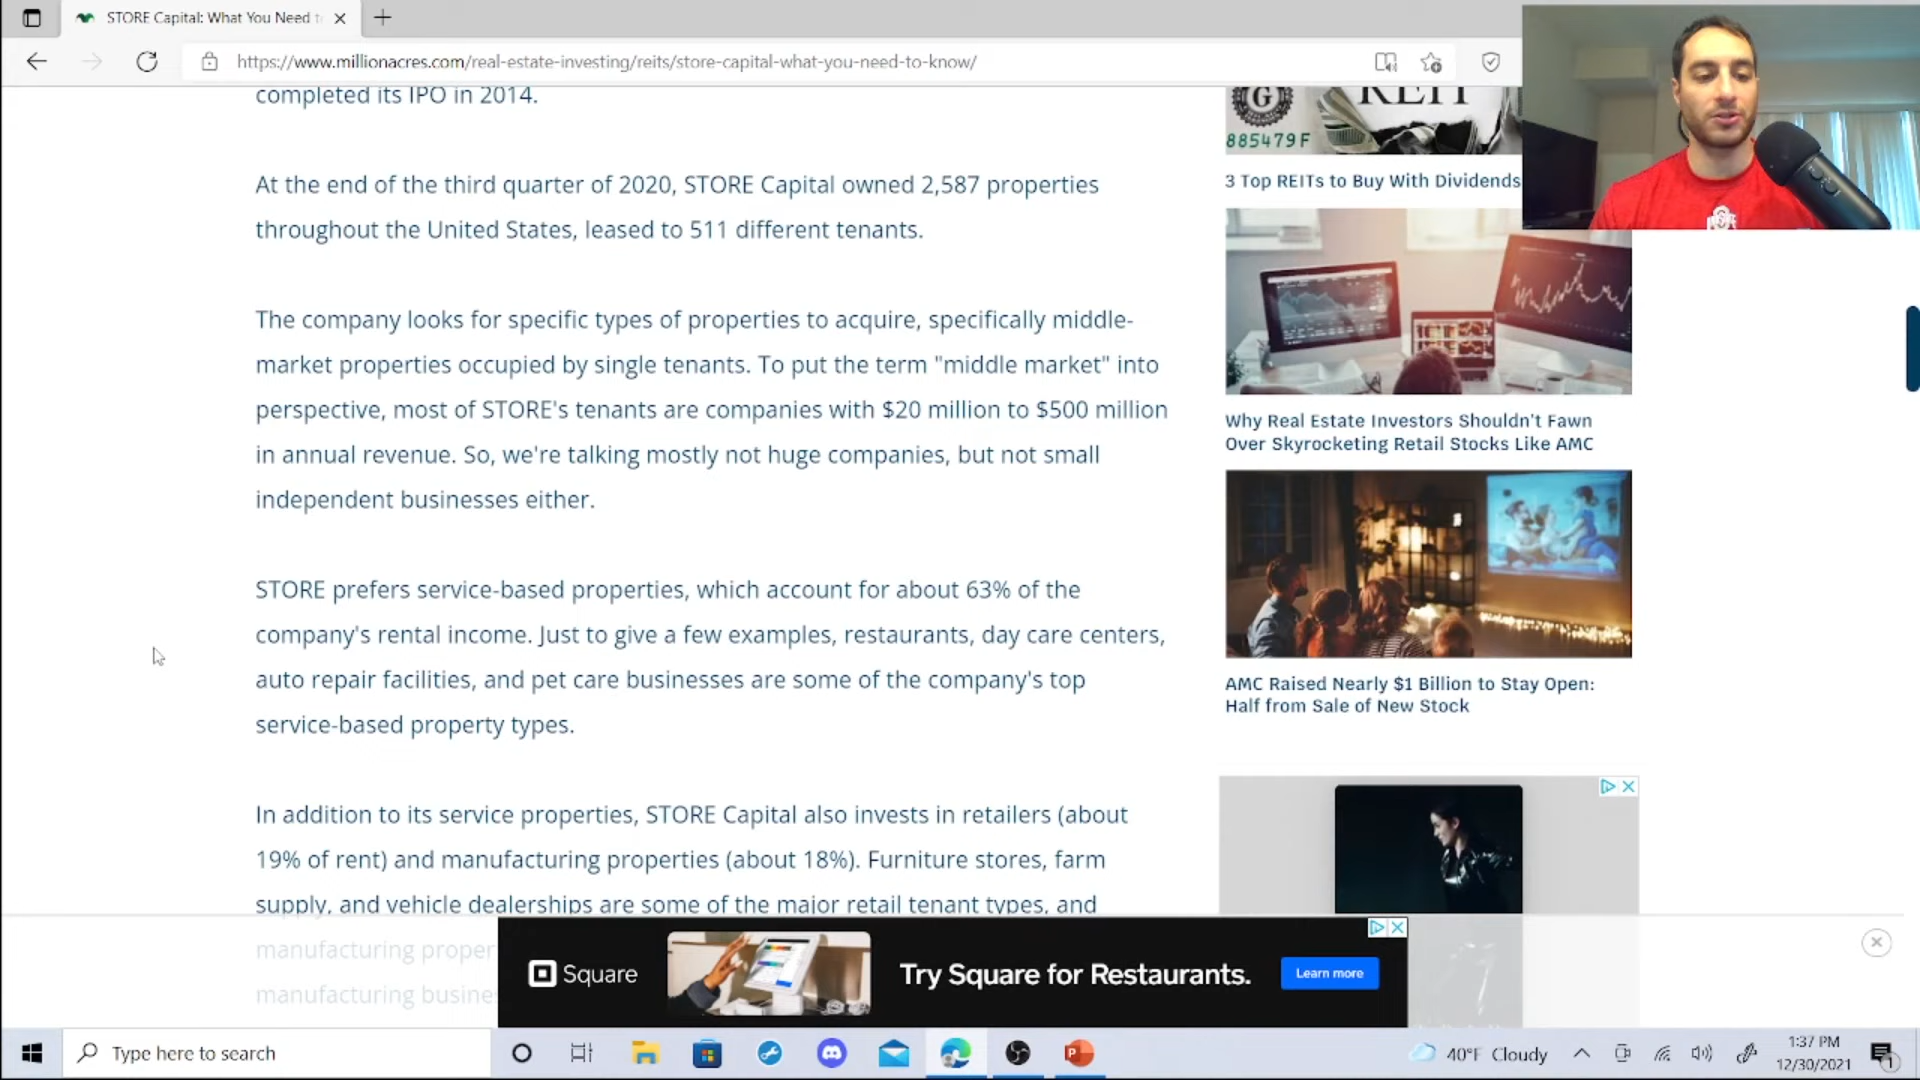 STORE Capital: What You Need t
https://www.millionacres.com/real-estate-investing/reits/store-capital-what-you-need-to-know/
completed its IPO in 2014.
At the end of the third quarter of 2020, STORE Capital owned 2,587 properties
throughout the United States, leased to 511 different tenants.
The company looks for specific types of properties to acquire, specifically middle-
market properties occupied by single tenants. To put the term "middle market" into
perspective, most of STORE's tenants are companies with $20 million to $500 million
in annual revenue. So, we're talking mostly not huge companies, but not small
independent businesses either.
STORE prefers service-based properties, which account for about 63% of the
company's rental income. Just to give a few examples, restaurants, day care centers,
auto repair facilities, and pet care businesses are some of the company's top
service-based property types.
In addition to its service properties, STORE Capital also invests in retailers (about
19% of rent) and manufacturing properties (about 18%). Furniture stores, farm
supply, and vehicle dealerships are some of the major retail tenant types, and
manufacturing proper
manufacturing busine
REIT
G
885479F
3 Top REITs to Buy With Dividends
Why Real Estate Investors Shouldn't Fawn
Over Skyrocketing Retail Stocks Like AMC
AMC Raised Nearly $1 Billion to Stay Open:
Half from Sale of New Stock
Square
Try Square for Restaurants.
Learn more
Type here to search
40°F Cloudy
1:37 PM
12/30/2021
1